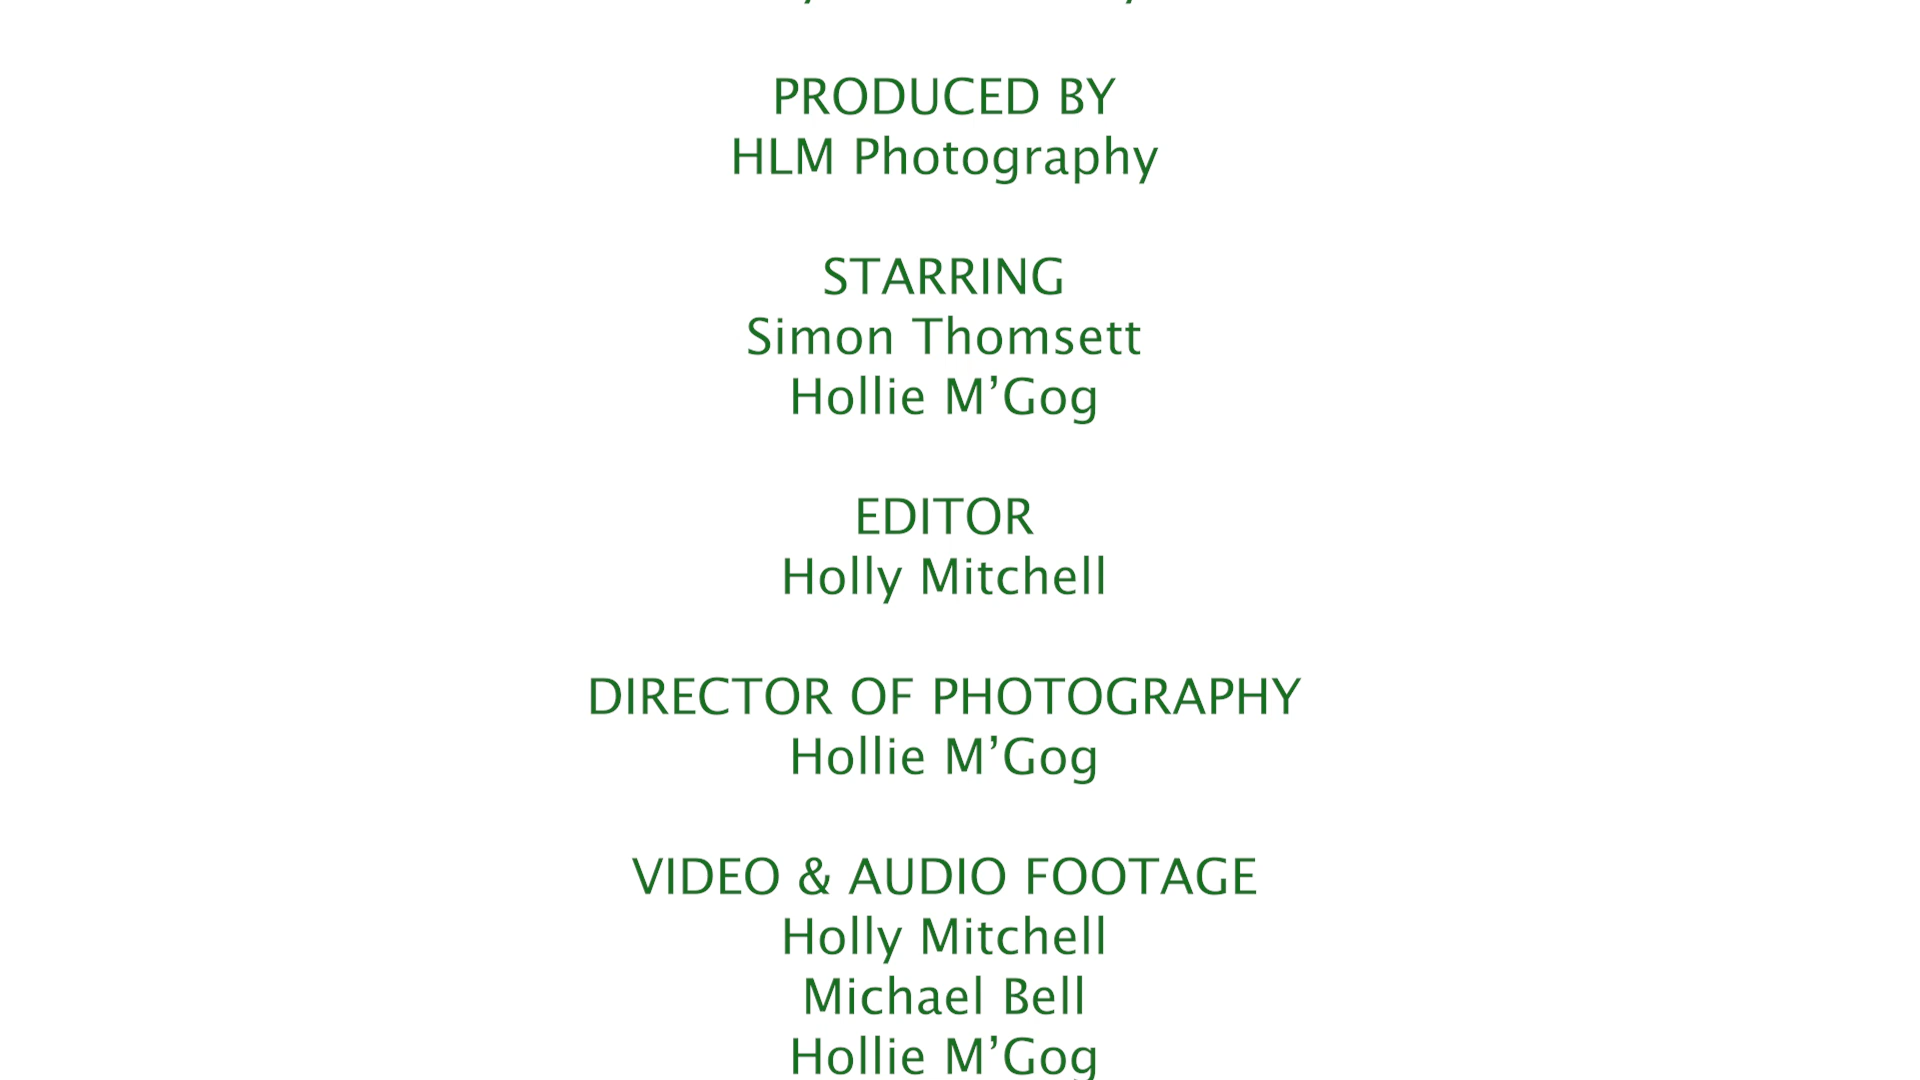 PRODUCED BY
HLM Photography
STARRING
Simon Thomsett
Hollie M’Gog
EDITOR
Holly Mitchell
DIRECTOR OF PHOTOGRAPHY
Hollie M’Gog
VIDEO & AUDIO FOOTAGE
Holly Mitchell
Michael Bell
Hollie M’Gog